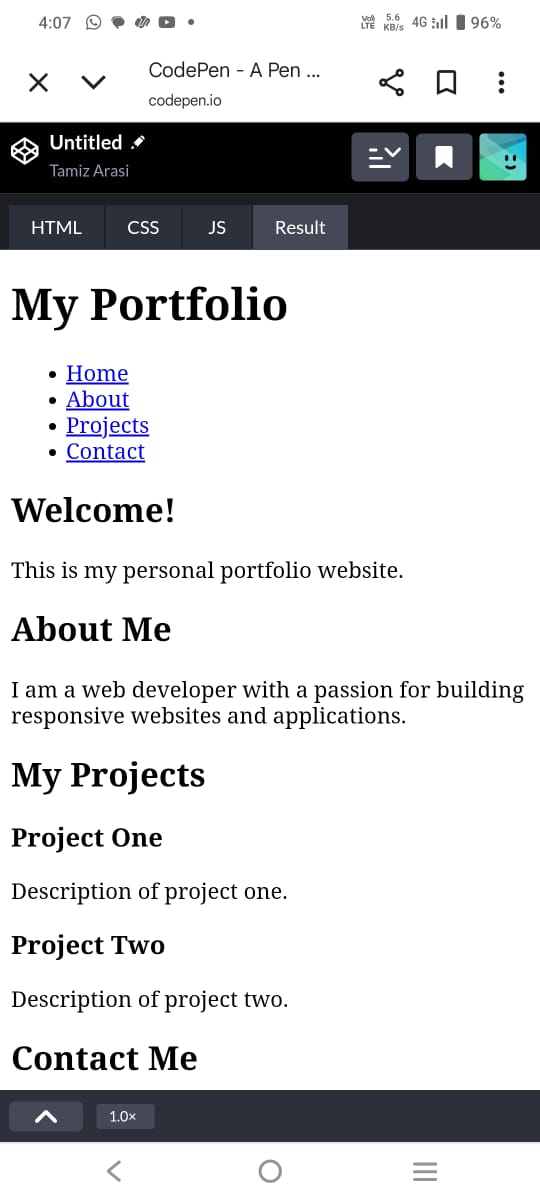 4:07
Vo) LTE 5.6 KB/s 4G 96%
CodePen - A Pen ...
codepen.io
Untitled
Tamiz Arasi
HTML CSS JS Result
My Portfolio
Home
About
Projects
Contact
Welcome!
This is my personal portfolio website.
About Me
I am a web developer with a passion for building
responsive websites and applications.
My Projects
Project One
Description of project one.
Project Two
Description of project two.
Contact Me
1.0×